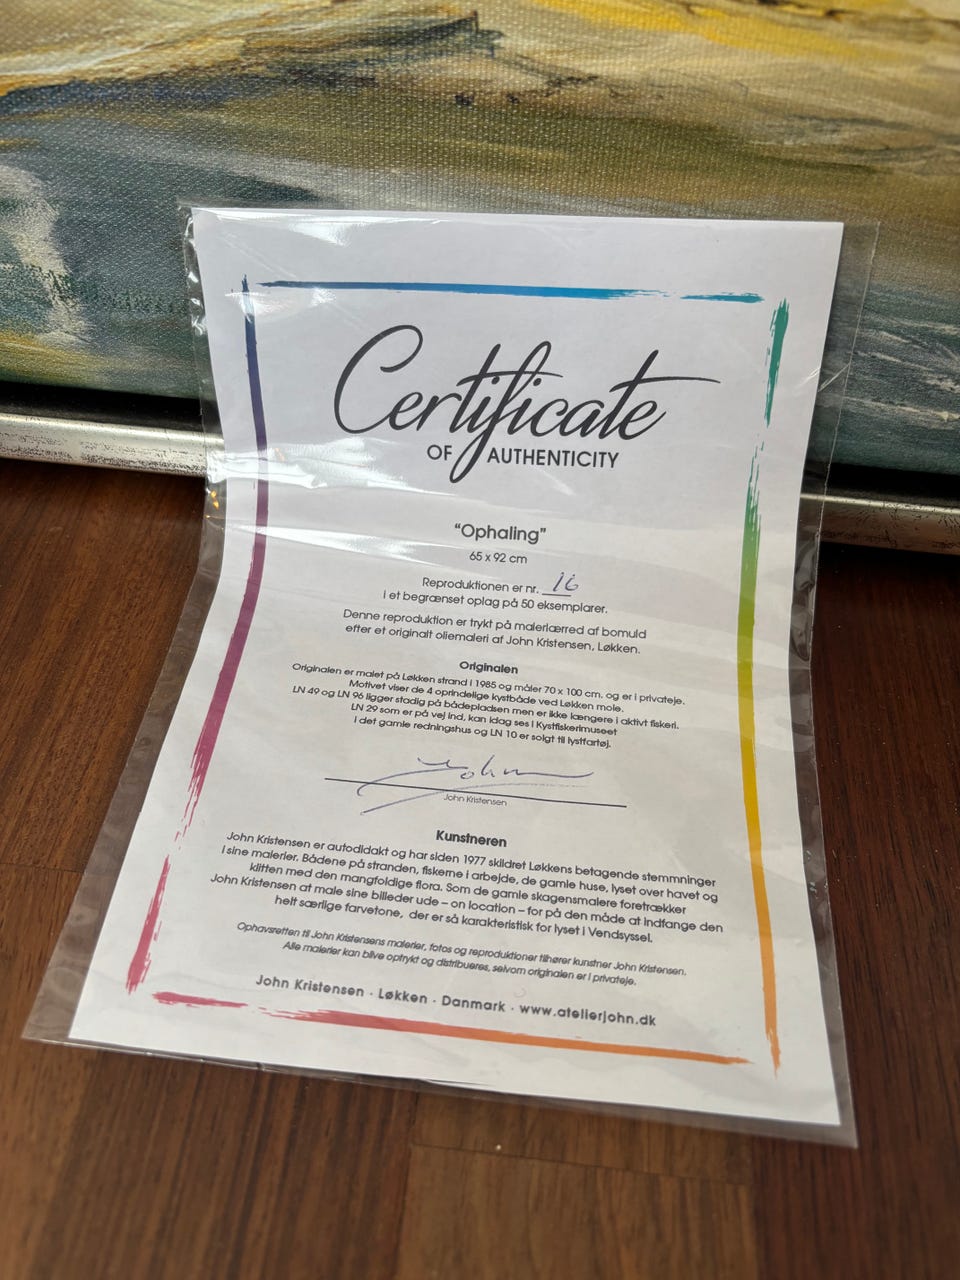 Certificate
OF AUTHENTICITY
“Ophaling”
65 x 92 cm
Reproduktionen er nr. 16
i et begrænset oplag på 50 eksemplarer.
Denne reproduktion er trykt på malerlærred af bomuld
efter et originalt oliemaleri af John Kristensen, Løkken.
Originalen
Originalen er malet på Løkken strand i 1985 og måler 70 x 100 cm. og er i privateje.
Motivet viser de 4 oprindelige kystbåde ved Løkken mole.
LN 49 og LN 96 ligger stadig på bådepladsen men er ikke længere i aktivt fiskeri.
LN 29 som er på vej ind, kan idag ses i Kystfiskerimuseet
i det gamle redningshus og LN 10 er solgt til lystfartøj.
John
John Kristensen
Kunstneren
John Kristensen er autodidakt og har siden 1977 skildret Løkkens betagende stemmninger
i sine malerier. Bådene på stranden, fiskerne i arbejde, de gamle huse, lyset over havet og
klitten med den mangfoldige flora. Som de gamle skagensmalere foretrækker
John Kristensen at male sine billeder ude – on location – for på den måde at indfange den
helt særlige farvetone, der er så karakteristisk for lyset i Vendsyssel.
Ophavsretten til John Kristensens malerier, fotos og reproduktioner tilhører kunstner John Kristensen.
Alle malerier kan blive optrykt og distribueres, selvom originalen er i privateje.
John Kristensen · Løkken · Danmark · www.atelierjohn.dk